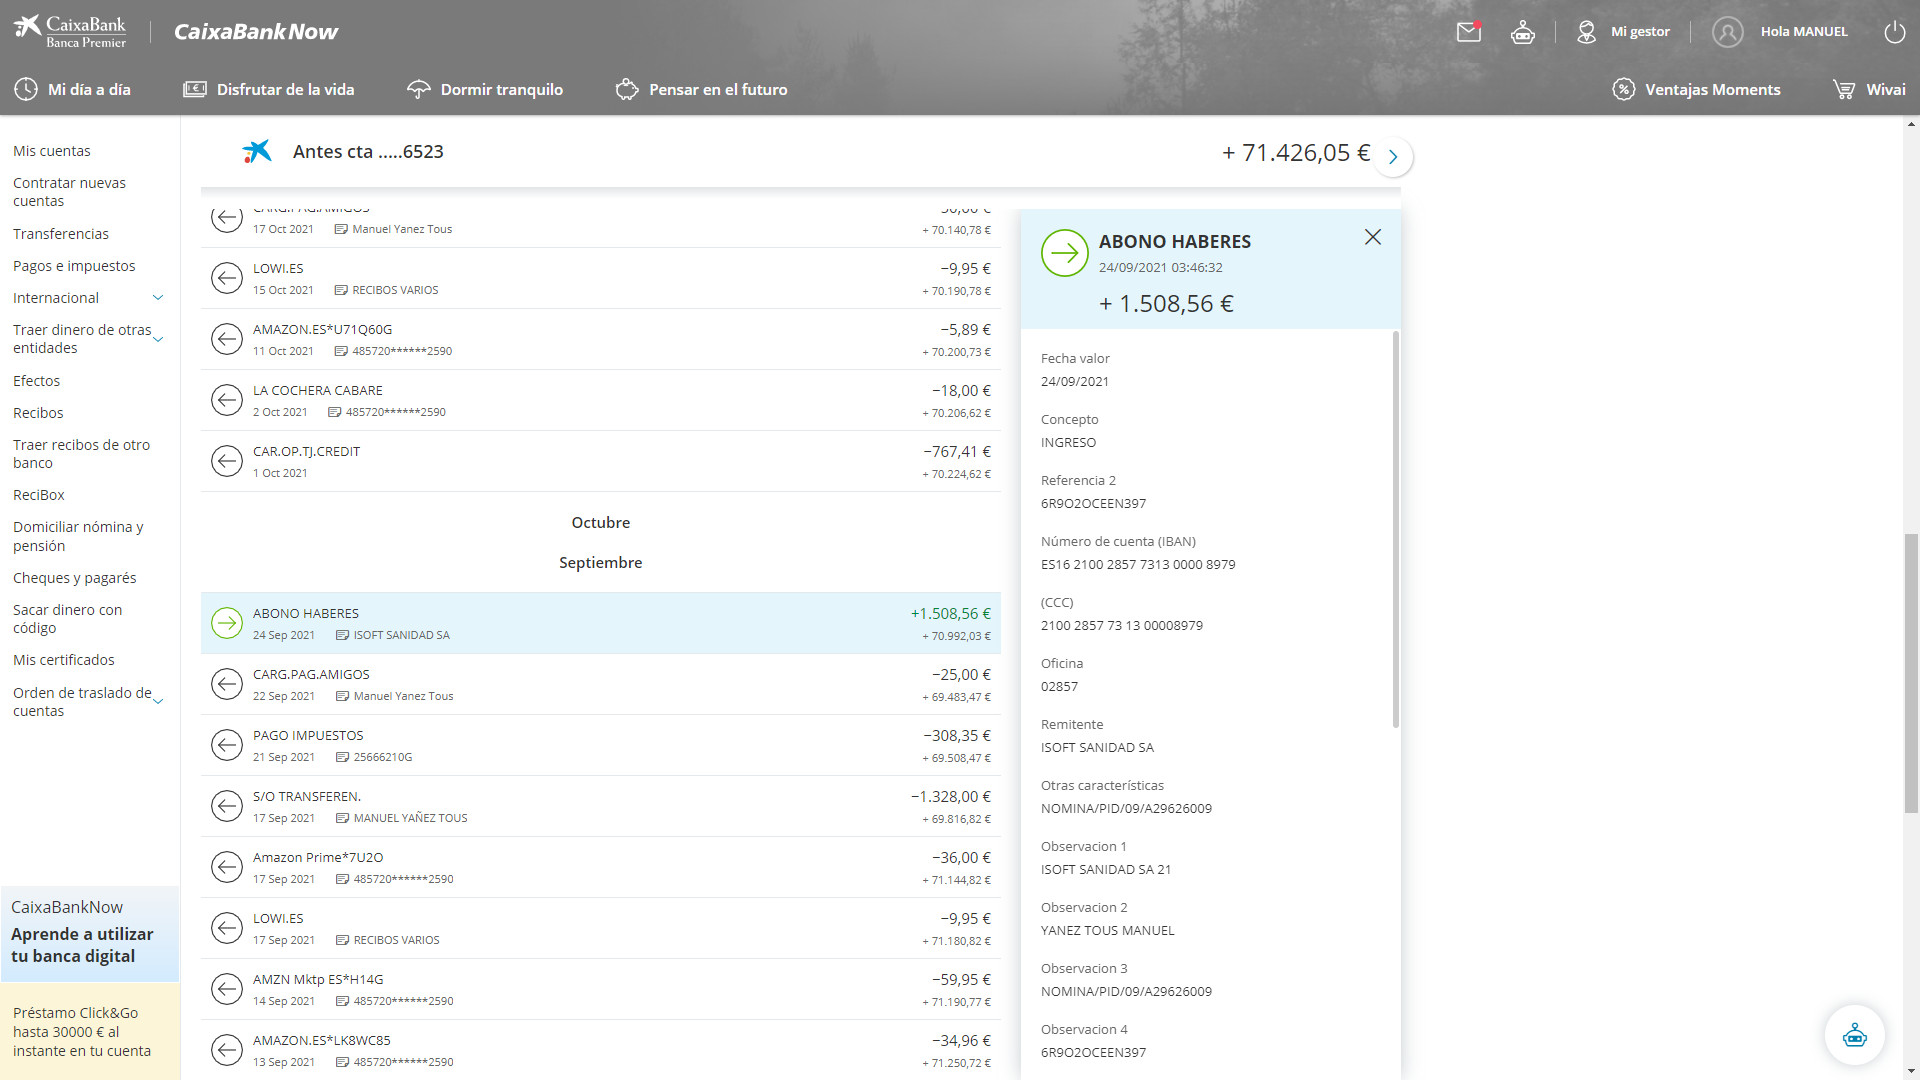 CaixaBank
Banca Premier
CaixaBankNow
Mi gestor
Hola MANUEL
Mi día a día
Disfrutar de la vida
Dormir tranquilo
Pensar en el futuro
Ventajas Moments
Wivai
Mis cuentas
Contratar nuevas
cuentas
Transferencias
Pagos e impuestos
Internacional
Traer dinero de otras
entidades
Efectos
Recibos
Traer recibos de otro
banco
ReciBox
Domiciliar nómina y
pensión
Cheques y pagarés
Sacar dinero con
código
Mis certificados
Orden de traslado de
cuentas
CaixaBankNow
Aprende a utilizar
tu banca digital
Préstamo Click&Go
hasta 30000 € al
instante en tu cuenta
Antes cta .....6523
+ 71.426,05 €
CARG.PAG.AMIGOS
17 Oct 2021 Manuel Yanez Tous + 70.140,78 €
LOWI.ES −9,95 €
15 Oct 2021 RECIBOS VARIOS + 70.190,78 €
AMAZON.ES*U71Q60G −5,89 €
11 Oct 2021 485720******2590 + 70.200,73 €
LA COCHERA CABARE −18,00 €
2 Oct 2021 485720******2590 + 70.206,62 €
CAR.OP.TJ.CREDIT −767,41 €
1 Oct 2021 + 70.224,62 €
Octubre
Septiembre
ABONO HABERES +1.508,56 €
24 Sep 2021 ISOFT SANIDAD SA + 70.992,03 €
CARG.PAG.AMIGOS −25,00 €
22 Sep 2021 Manuel Yanez Tous + 69.483,47 €
PAGO IMPUESTOS −308,35 €
21 Sep 2021 25666210G + 69.508,47 €
S/O TRANSFEREN. −1.328,00 €
17 Sep 2021 MANUEL YAÑEZ TOUS + 69.816,82 €
Amazon Prime*7U2O −36,00 €
17 Sep 2021 485720******2590 + 71.144,82 €
LOWI.ES −9,95 €
17 Sep 2021 RECIBOS VARIOS + 71.180,82 €
AMZN Mktp ES*H14G −59,95 €
14 Sep 2021 485720******2590 + 71.190,77 €
AMAZON.ES*LK8WC85 −34,96 €
13 Sep 2021 485720******2590 + 71.250,72 €
ABONO HABERES
24/09/2021 03:46:32
+ 1.508,56 €
Fecha valor
24/09/2021
Concepto
INGRESO
Referencia 2
6R9O2OCEEN397
Número de cuenta (IBAN)
ES16 2100 2857 7313 0000 8979
(CCC)
2100 2857 73 13 00008979
Oficina
02857
Remitente
ISOFT SANIDAD SA
Otras características
NOMINA/PID/09/A29626009
Observacion 1
ISOFT SANIDAD SA 21
Observacion 2
YANEZ TOUS MANUEL
Observacion 3
NOMINA/PID/09/A29626009
Observacion 4
6R9O2OCEEN397